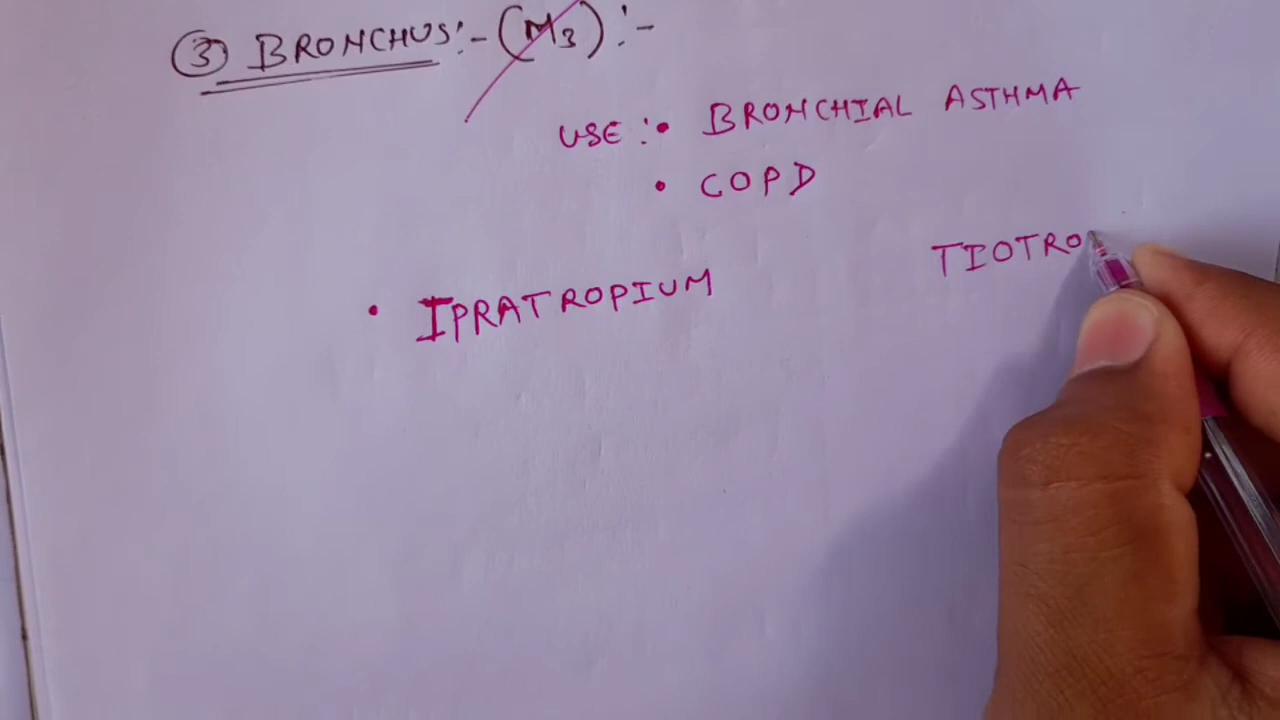 ③ BRONCHUS:- (M3) :-
USE :• BRONCHIAL ASTHMA
• COPD
TIOTRO
• IPRATROPIUM